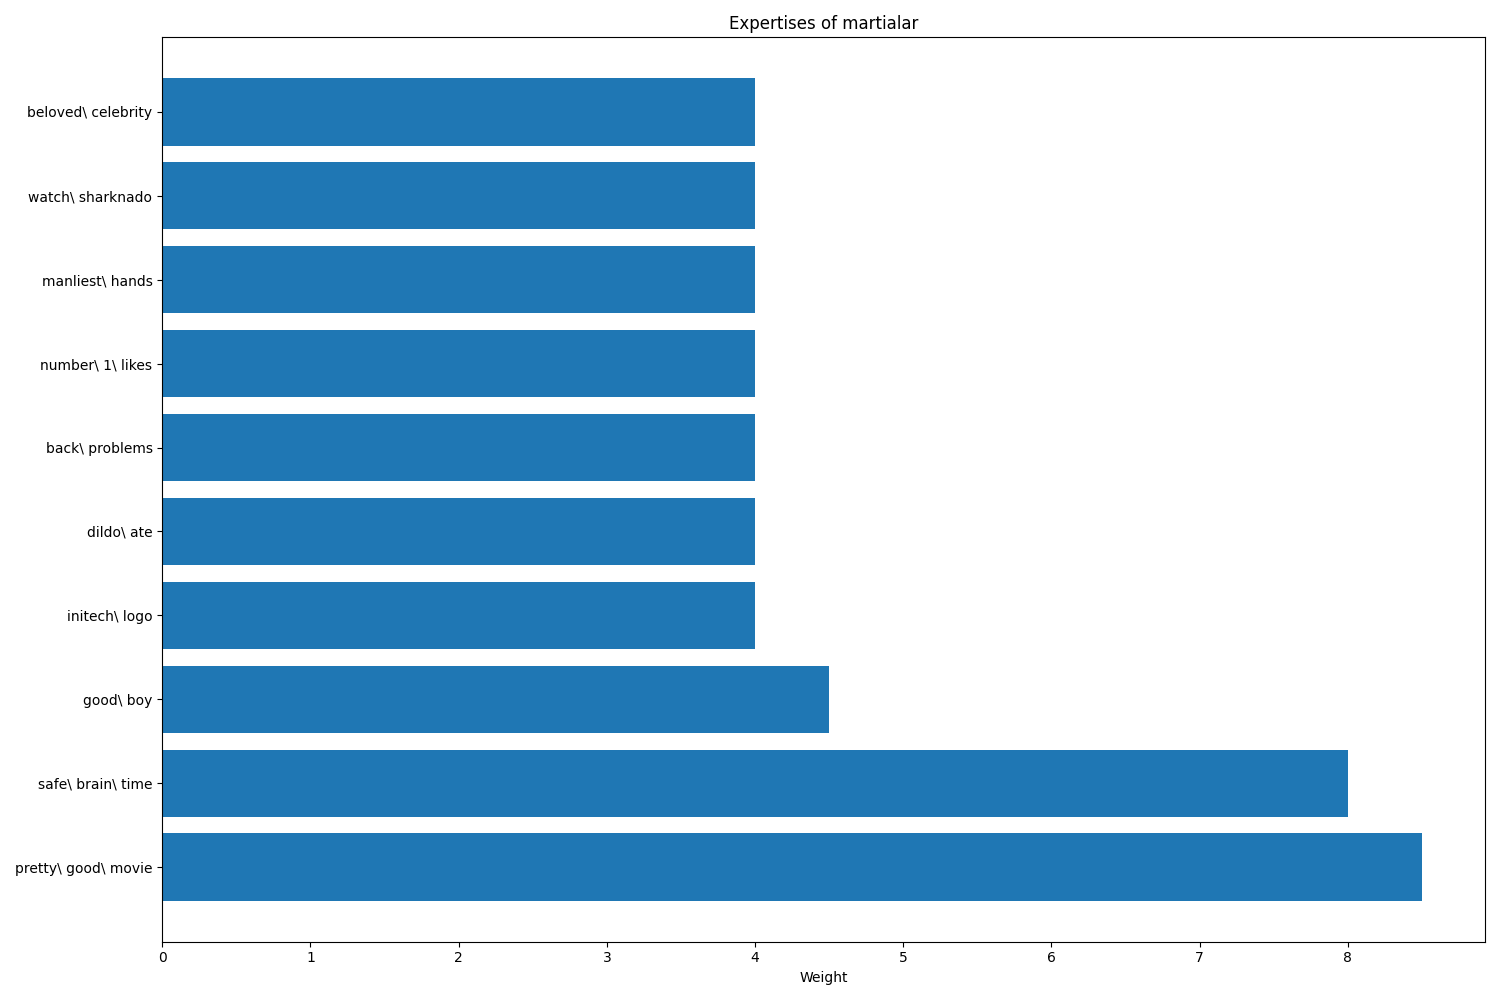 Expertises of martialar
beloved\ celebrity
watch\ sharknado
manliest\ hands
number\ 1\ likes
back\ problems
dildo\ ate
initech\ logo
good\ boy
safe\ brain\ time
pretty\ good\ movie
0 1 2 3 4 5 6 7 8
Weight